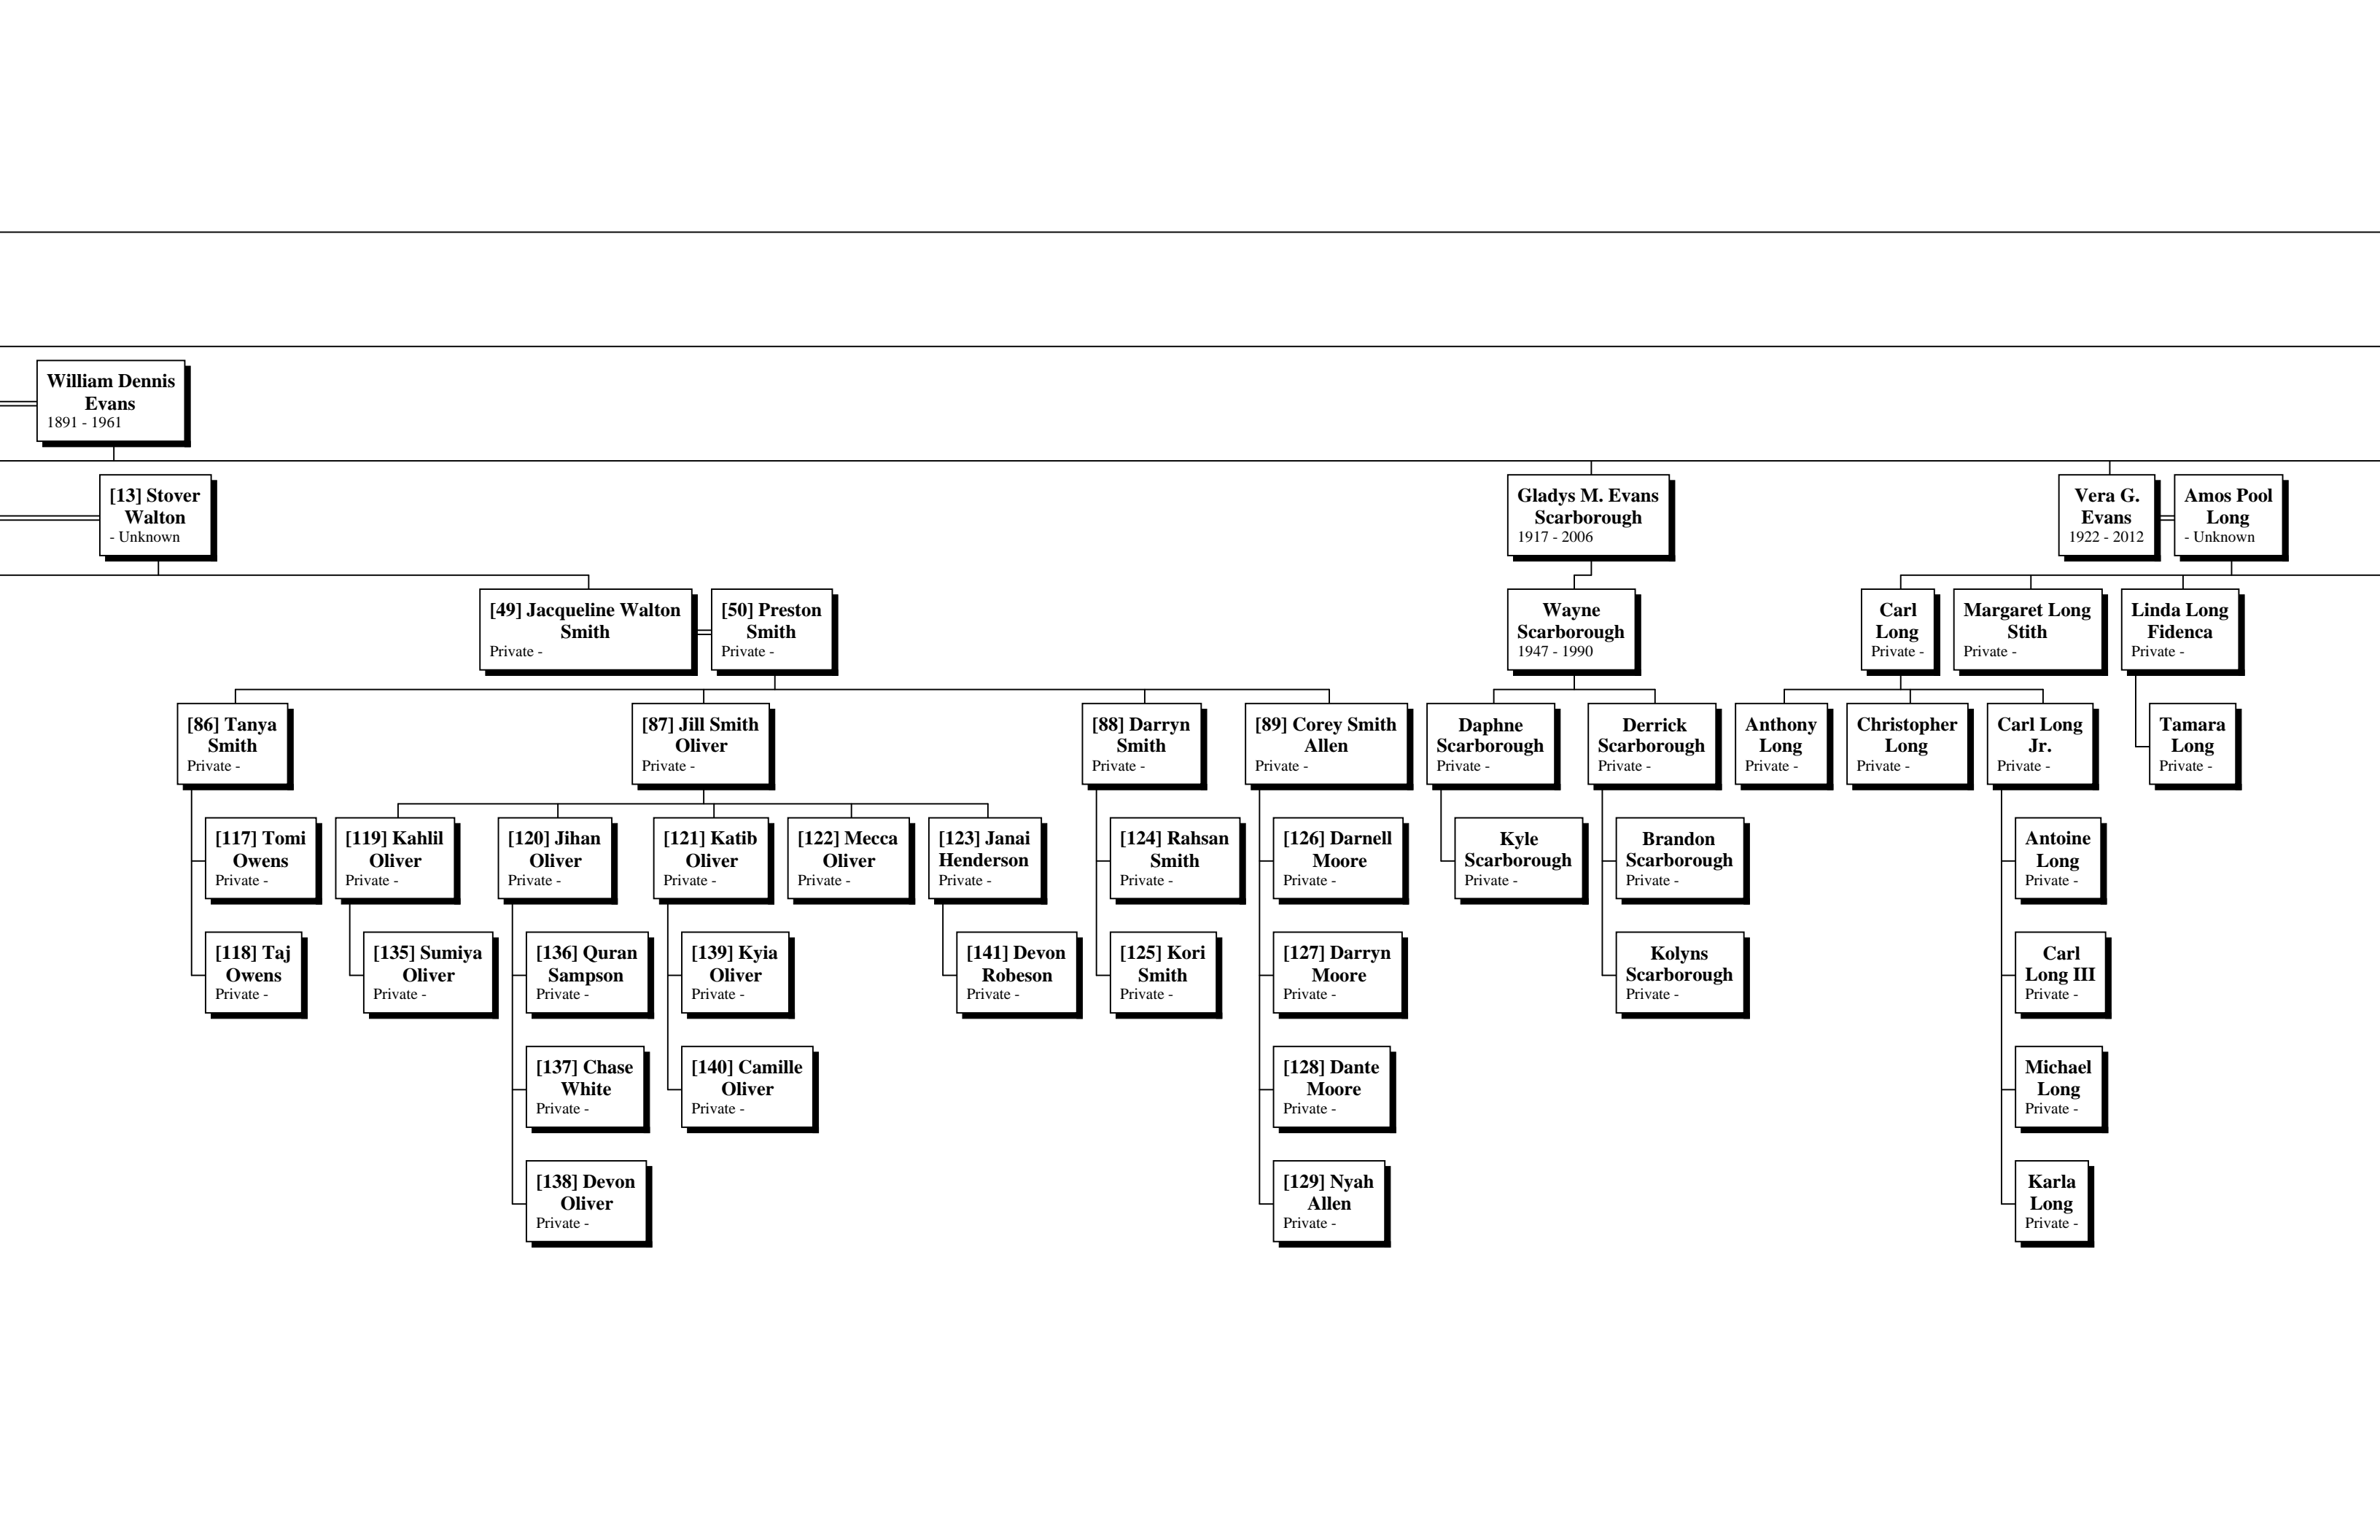 William Dennis
Evans
1891 - 1961
[13] Stover
Walton
- Unknown
Gladys M. Evans
Scarborough
1917 - 2006
Vera G.
Evans
1922 - 2012
Amos Pool
Long
- Unknown
[49] Jacqueline Walton
Smith
Private -
[50] Preston
Smith
Private -
Wayne
Scarborough
1947 - 1990
Carl
Long
Private -
Margaret Long
Stith
Private -
Linda Long
Fidenca
Private -
[86] Tanya
Smith
Private -
[87] Jill Smith
Oliver
Private -
[88] Darryn
Smith
Private -
[89] Corey Smith
Allen
Private -
Daphne
Scarborough
Private -
Derrick
Scarborough
Private -
Anthony
Long
Private -
Christopher
Long
Private -
Carl Long
Jr.
Private -
Tamara
Long
Private -
[117] Tomi
Owens
Private -
[119] Kahlil
Oliver
Private -
[120] Jihan
Oliver
Private -
[121] Katib
Oliver
Private -
[122] Mecca
Oliver
Private -
[123] Janai
Henderson
Private -
[124] Rahsan
Smith
Private -
[126] Darnell
Moore
Private -
Kyle
Scarborough
Private -
Brandon
Scarborough
Private -
Antoine
Long
Private -
[118] Taj
Owens
Private -
[135] Sumiya
Oliver
Private -
[136] Quran
Sampson
Private -
[139] Kyia
Oliver
Private -
[141] Devon
Robeson
Private -
[125] Kori
Smith
Private -
[127] Darryn
Moore
Private -
Kolyns
Scarborough
Private -
Carl
Long III
Private -
[137] Chase
White
Private -
[140] Camille
Oliver
Private -
[128] Dante
Moore
Private -
Michael
Long
Private -
[138] Devon
Oliver
Private -
[129] Nyah
Allen
Private -
Karla
Long
Private -